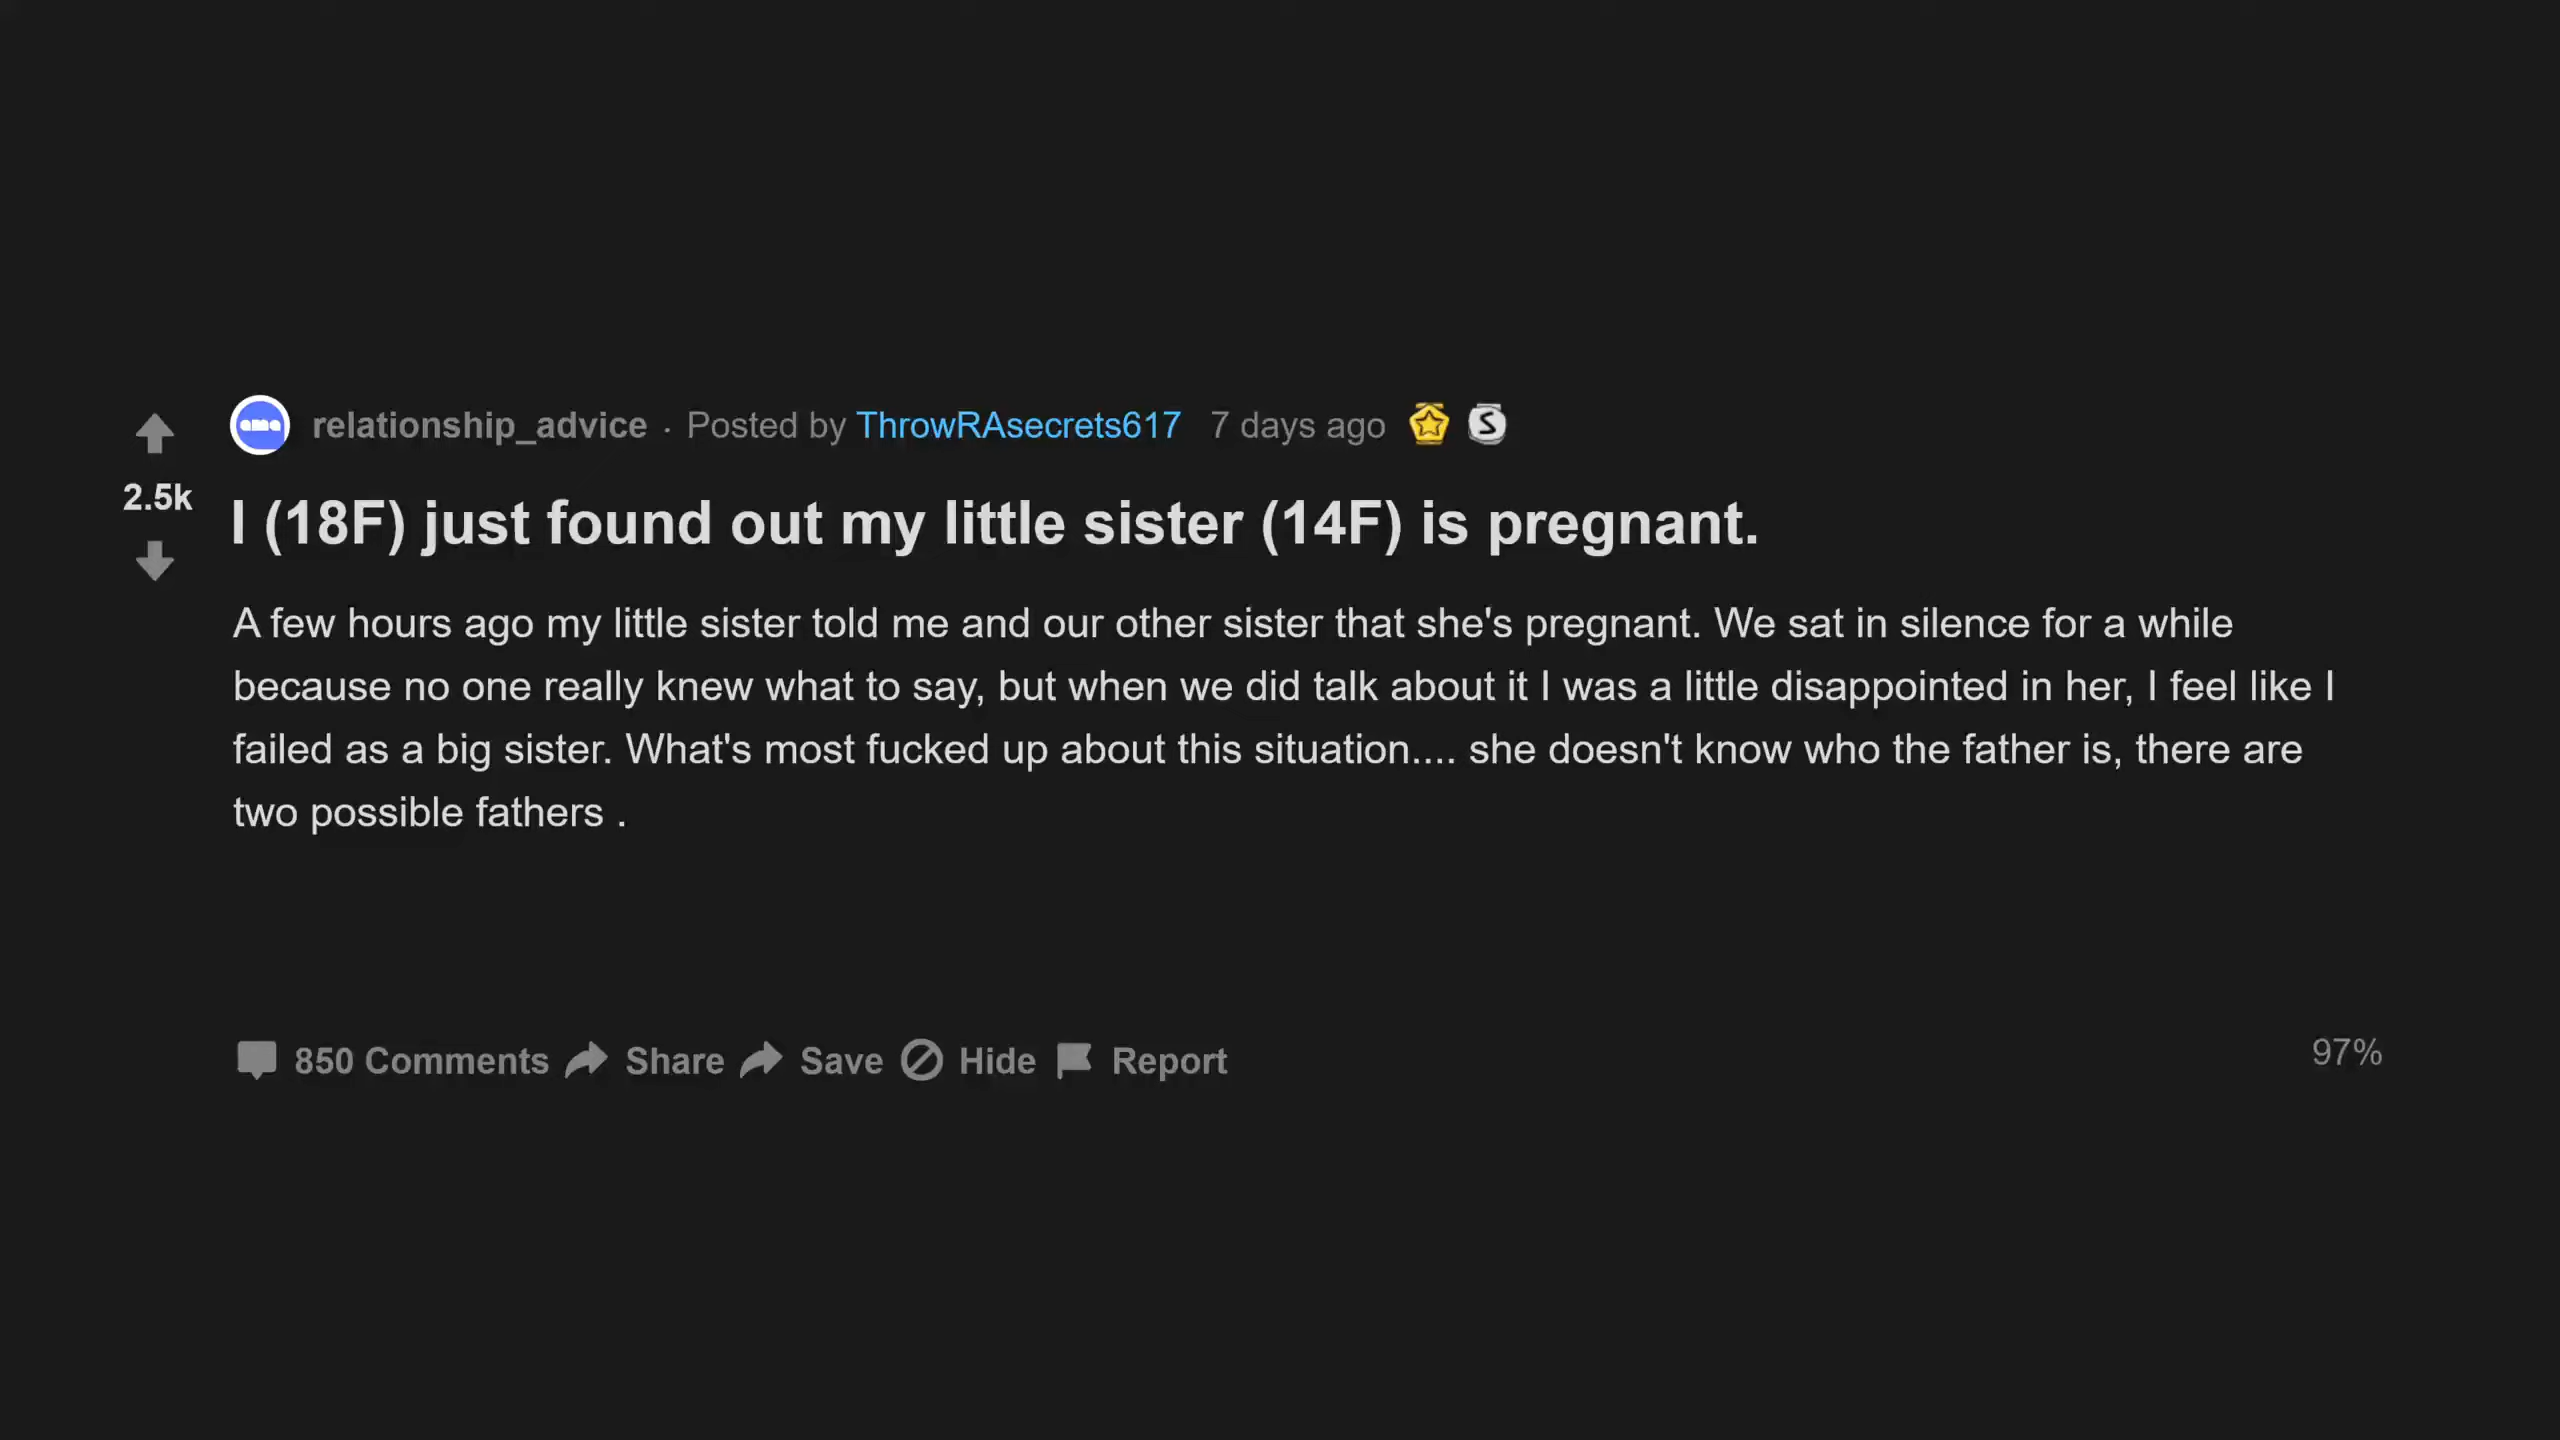 relationship_advice · Posted by ThrowRAsecrets617 7 days ago
2.5k
I (18F) just found out my little sister (14F) is pregnant.
A few hours ago my little sister told me and our other sister that she's pregnant. We sat in silence for a while
because no one really knew what to say, but when we did talk about it I was a little disappointed in her, I feel like I
failed as a big sister. What's most fucked up about this situation.... she doesn't know who the father is, there are
two possible fathers .
850 Comments Share Save Hide Report
97%